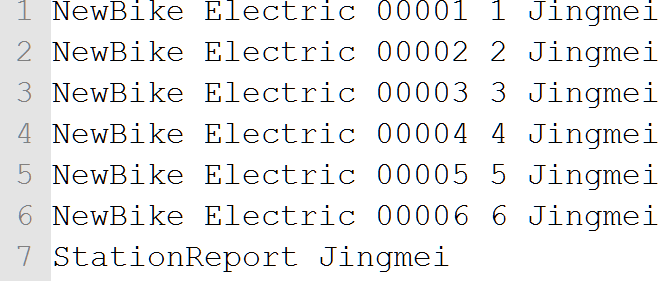 1 NewBike Electric 00001 1 Jingmei
2 NewBike Electric 00002 2 Jingmei
3 NewBike Electric 00003 3 Jingmei
4 NewBike Electric 00004 4 Jingmei
5 NewBike Electric 00005 5 Jingmei
6 NewBike Electric 00006 6 Jingmei
7 StationReport Jingmei